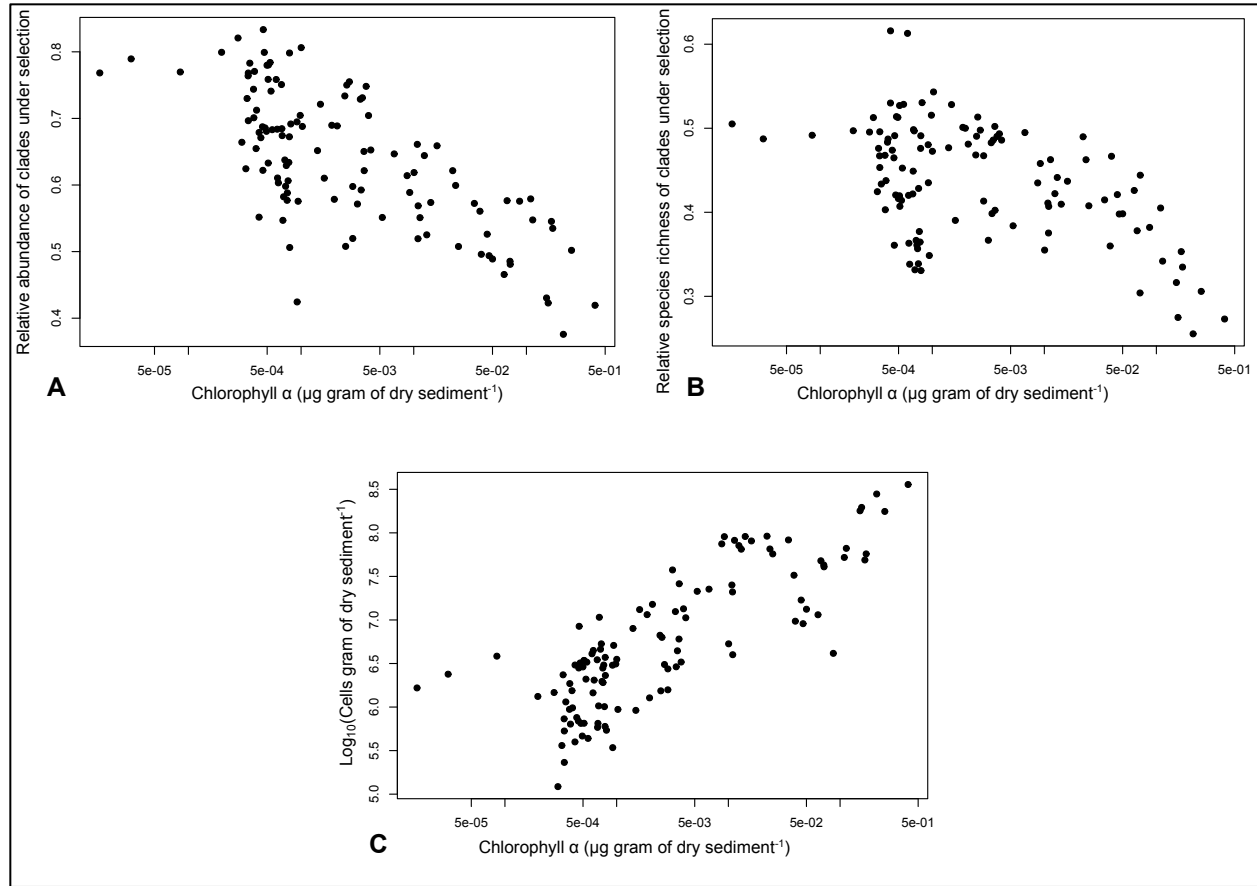 Relative abundance of clades under selection
0.8
0.7
0.6
0.5
0.4
5e-05 5e-04 5e-03 5e-02 5e-01
Chlorophyll α (µg gram of dry sediment⁻¹)
A
Relative species richness of clades under selection
0.6
0.5
0.4
0.3
5e-05 5e-04 5e-03 5e-02 5e-01
Chlorophyll α (µg gram of dry sediment⁻¹)
B
Log₁₀(Cells gram of dry sediment⁻¹)
8.5
8.0
7.5
7.0
6.5
6.0
5.5
5.0
5e-05 5e-04 5e-03 5e-02 5e-01
Chlorophyll α (µg gram of dry sediment⁻¹)
C